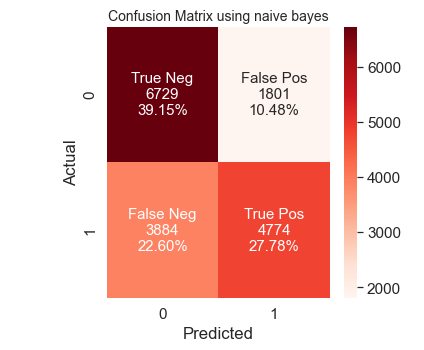 Confusion Matrix using naive bayes
True Neg
6729
39.15%
False Pos
1801
10.48%
False Neg
3884
22.60%
True Pos
4774
27.78%
0
1
Actual
0
1
Predicted
6000
5000
4000
3000
2000